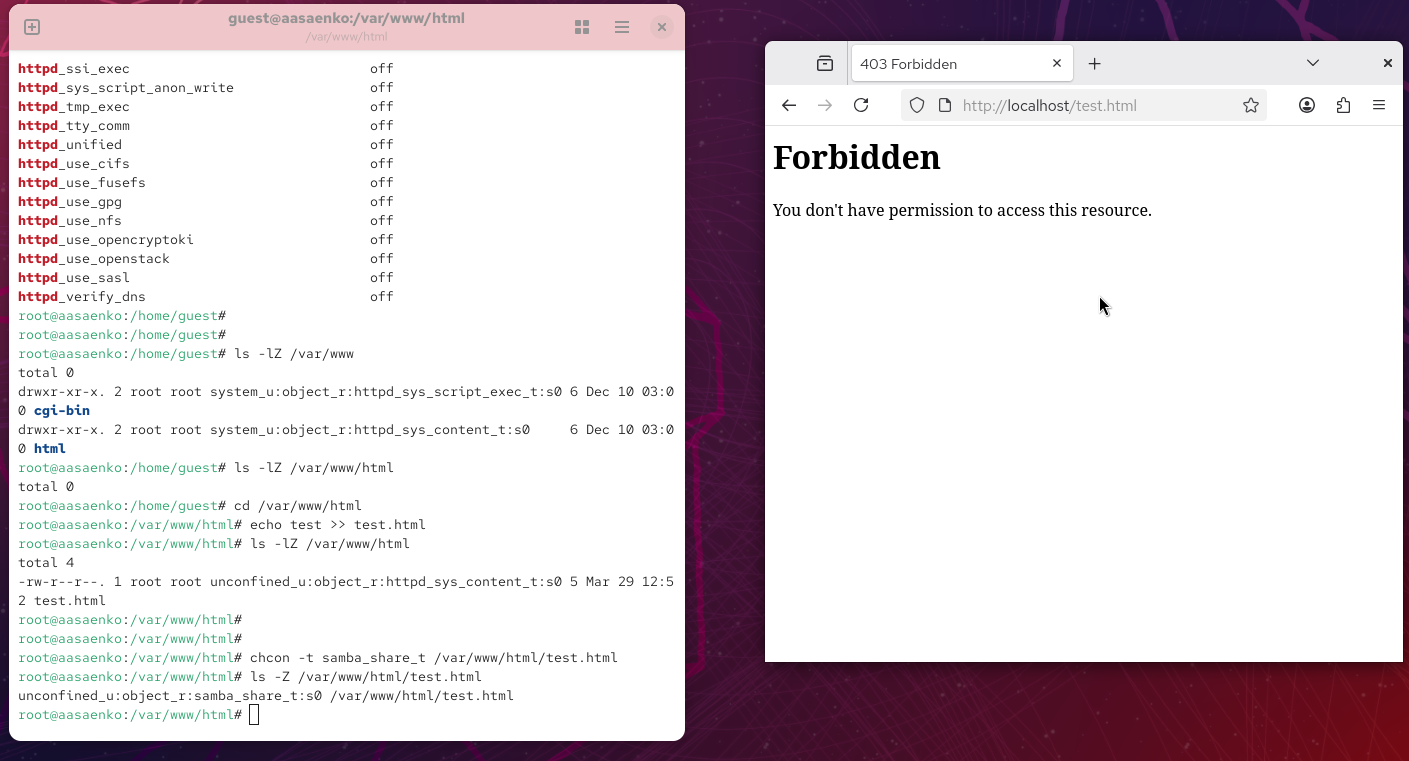 guest@aasaenko:/var/www/html
/var/www/html
httpd_ssi_exec                off
httpd_sys_script_anon_write   off
httpd_tmp_exec                off
httpd_tty_comm                off
httpd_unified                 off
httpd_use_cifs                off
httpd_use_fusefs              off
httpd_use_gpg                 off
httpd_use_nfs                 off
httpd_use_opencryptoki        off
httpd_use_openstack           off
httpd_use_sasl                off
httpd_verify_dns              off
root@aasaenko:/home/guest#
root@aasaenko:/home/guest#
root@aasaenko:/home/guest# ls -lZ /var/www
total 0
drwxr-xr-x. 2 root root system_u:object_r:httpd_sys_script_exec_t:s0 6 Dec 10 03:0
0 cgi-bin
drwxr-xr-x. 2 root root system_u:object_r:httpd_sys_content_t:s0     6 Dec 10 03:0
0 html
root@aasaenko:/home/guest# ls -lZ /var/www/html
total 0
root@aasaenko:/home/guest# cd /var/www/html
root@aasaenko:/var/www/html# echo test >> test.html
root@aasaenko:/var/www/html# ls -lZ /var/www/html
total 4
-rw-r--r--. 1 root root unconfined_u:object_r:httpd_sys_content_t:s0 5 Mar 29 12:5
2 test.html
root@aasaenko:/var/www/html#
root@aasaenko:/var/www/html#
root@aasaenko:/var/www/html# chcon -t samba_share_t /var/www/html/test.html
root@aasaenko:/var/www/html# ls -Z /var/www/html/test.html
unconfined_u:object_r:samba_share_t:s0 /var/www/html/test.html
root@aasaenko:/var/www/html#
403 Forbidden
http://localhost/test.html
Forbidden
You don't have permission to access this resource.